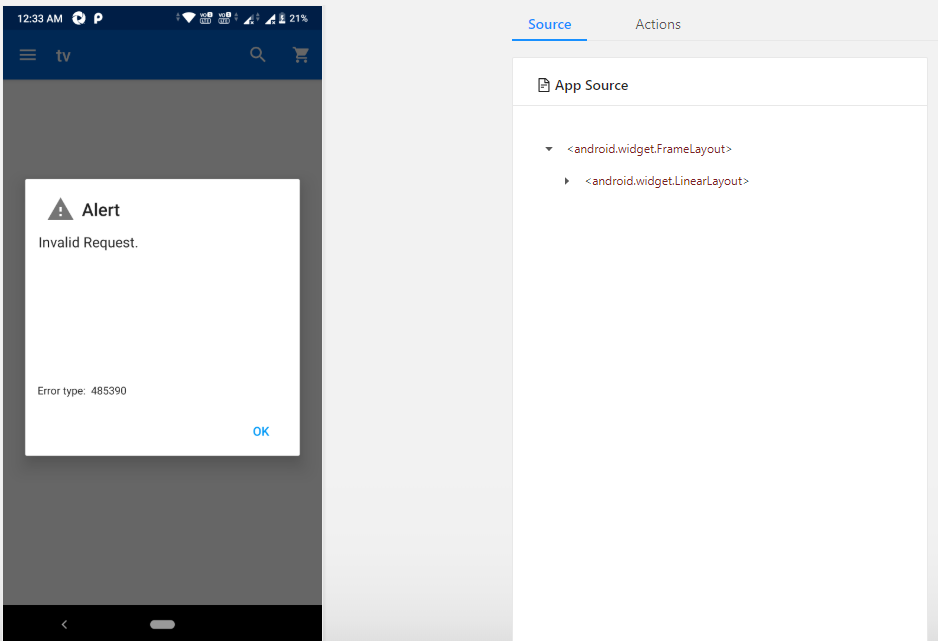 12:33 AM
21%
tv
Alert
Invalid Request.
Error type: 485390
OK
Source
Actions
App Source
<android.widget.FrameLayout>
<android.widget.LinearLayout>